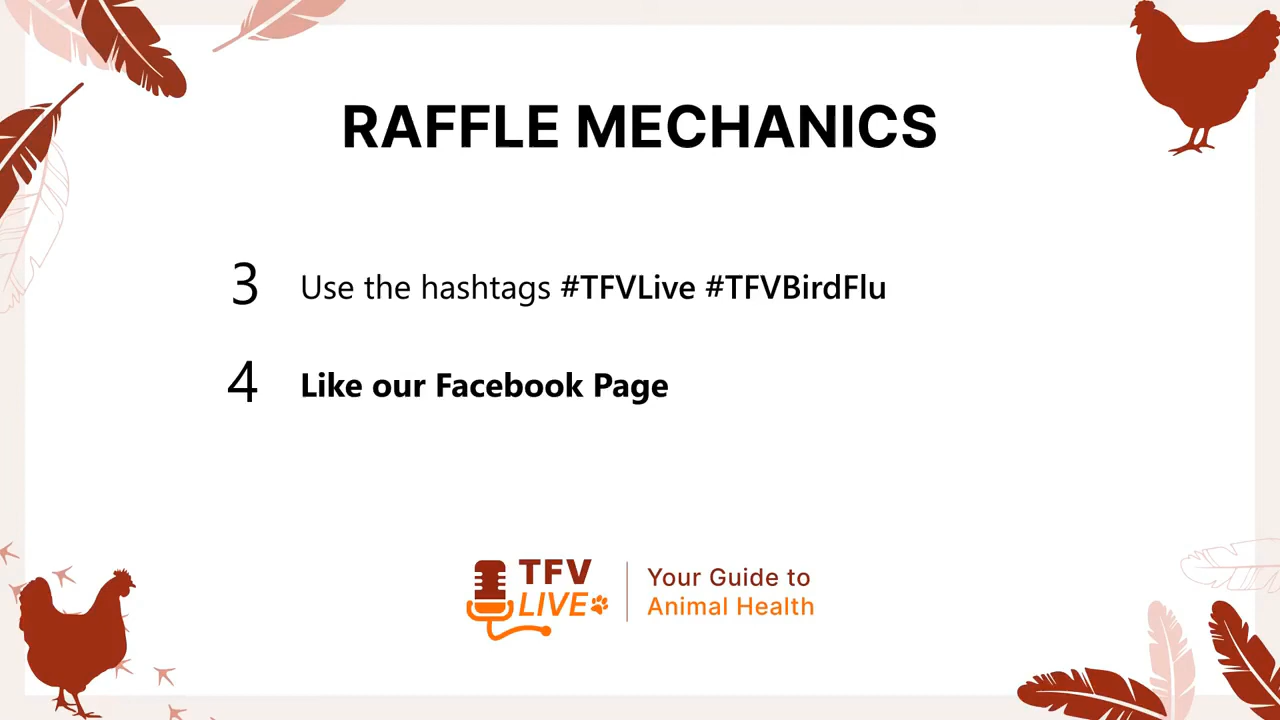 RAFFLE MECHANICS
3 Use the hashtags #TFVLive #TFVBirdFlu
4 Like our Facebook Page
TFV
LIVE
Your Guide to
Animal Health